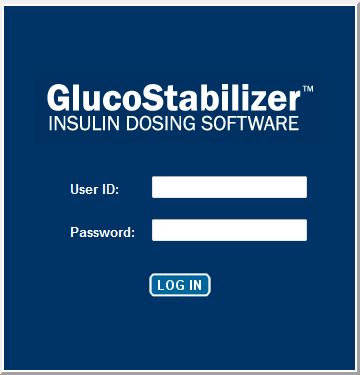 GlucoStabilizer™
INSULIN DOSING SOFTWARE
User ID:
Password:
LOG IN